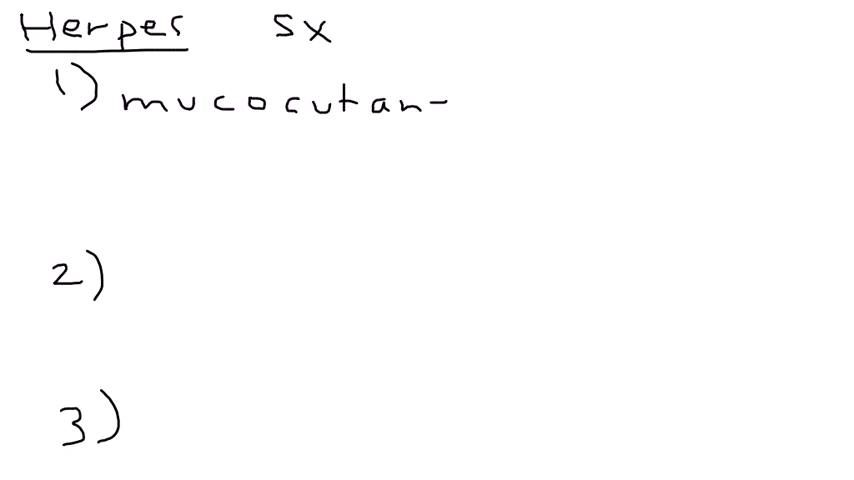 Herpes sx
1) mucocutan-
2)
3)